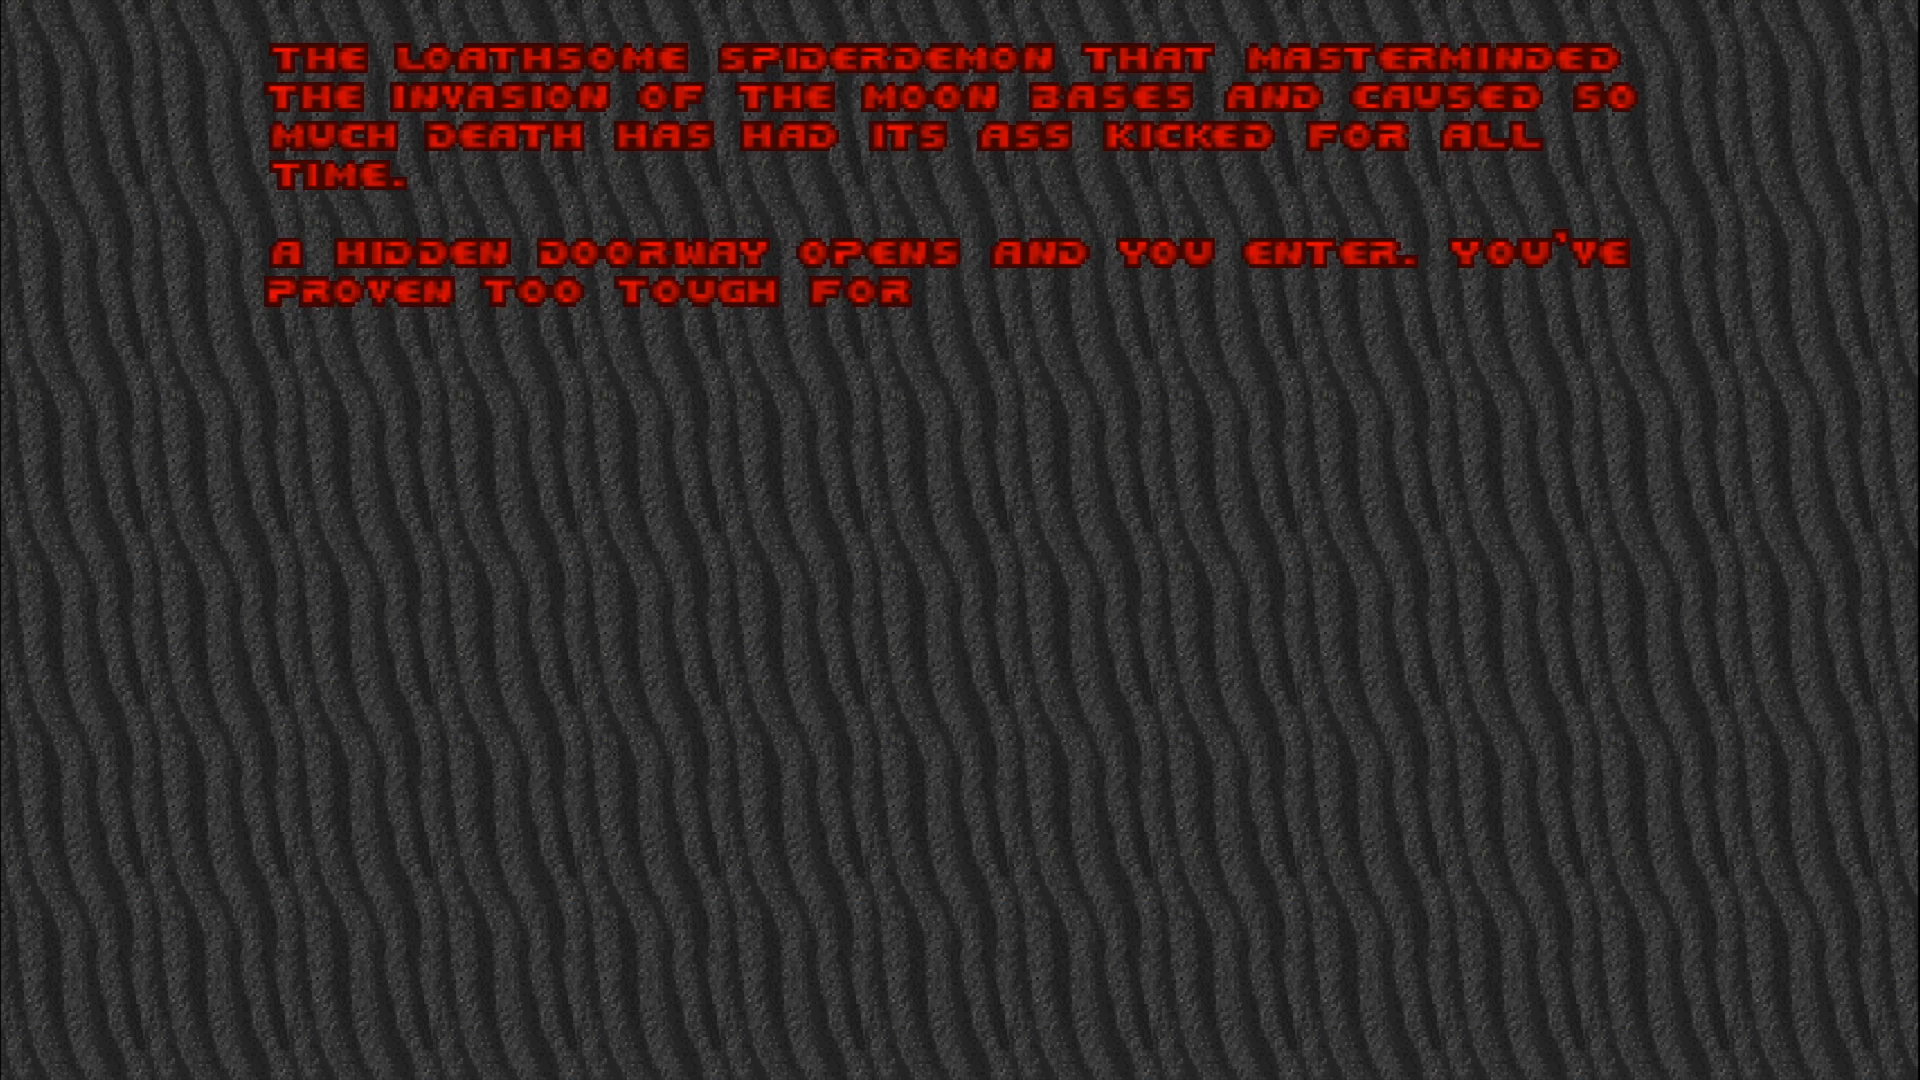 THE LOATHSOME SPIDERDEMON THAT MASTERMINDED
THE INVASION OF THE MOON BASES AND CAUSED SO
MUCH DEATH HAS HAD ITS ASS KICKED FOR ALL
TIME.
A HIDDEN DOORWAY OPENS AND YOU ENTER. YOU'VE
PROVEN TOO TOUGH FOR